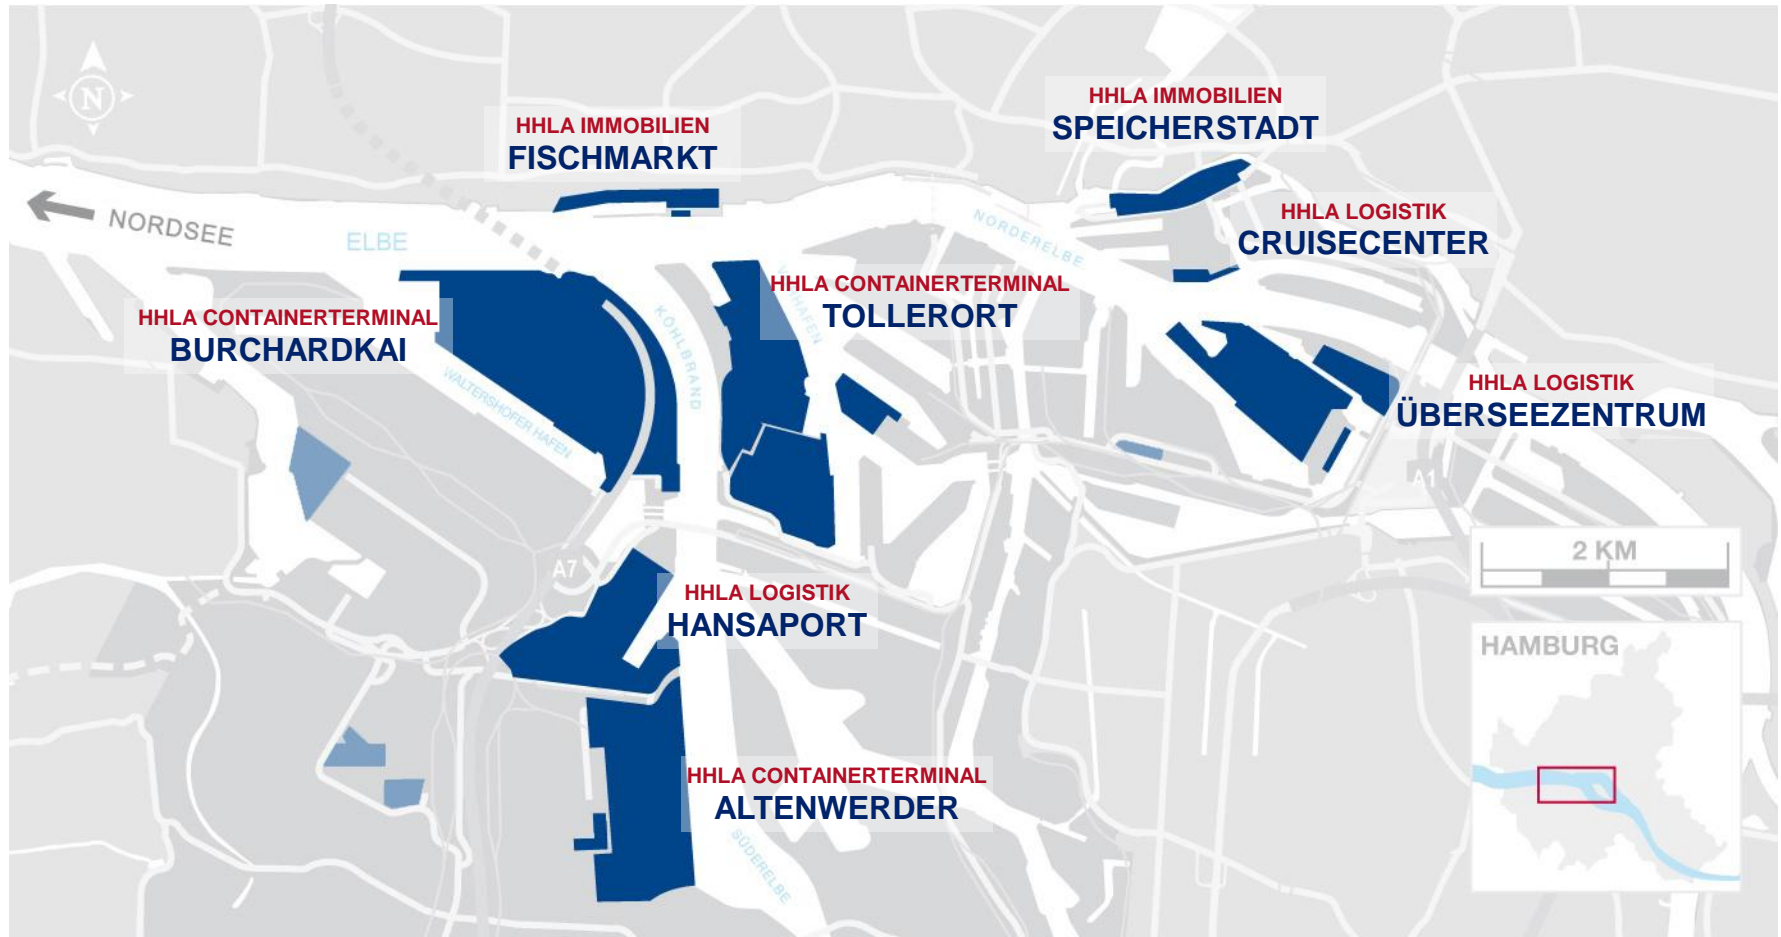 N
HHLA IMMOBILIEN
SPEICHERSTADT
HHLA IMMOBILIEN
FISCHMARKT
NORDSEE
ELBE
NORDERELBE
HHLA LOGISTIK
CRUISECENTER
HHLA CONTAINERTERMINAL
TOLLERORT
HHLA CONTAINERTERMINAL
BURCHARDKAI
KÖHLBRAND
WALTERSHOFER HAFEN
HHLA LOGISTIK
ÜBERSEEZENTRUM
A1
A7
2 KM
HHLA LOGISTIK
HANSAPORT
HAMBURG
HHLA CONTAINERTERMINAL
ALTENWERDER
SÜDERELBE